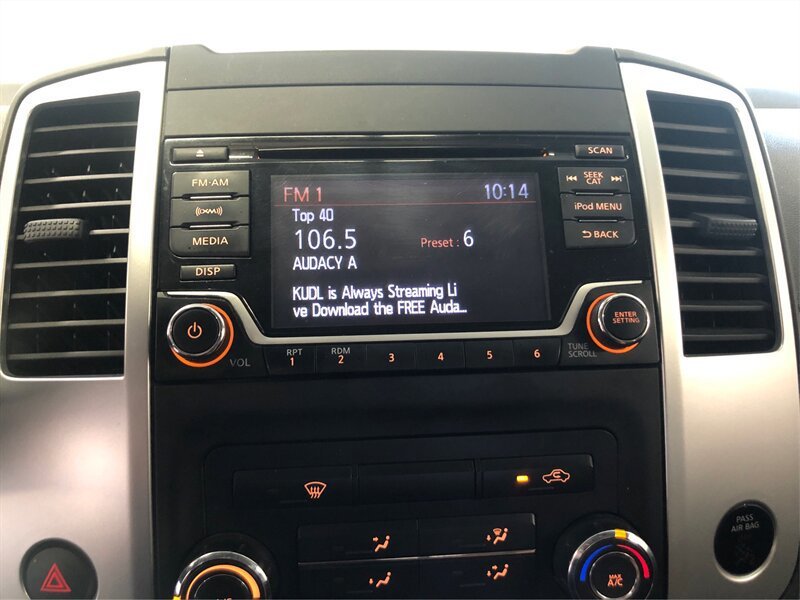 SCAN
FM-AM
SEEK
CAT
XM
iPod MENU
MEDIA
BACK
DISP
FM 1
10:14
Top 40
106.5
Preset : 6
AUDACY A
KUDL is Always Streaming Li
ve Download the FREE Auda...
ENTER
SETTING
VOL
RPT
1
RDM
2
3
4
5
6
TUNE
SCROLL
PASS
AIR BAG
MAX
A/C
A/C